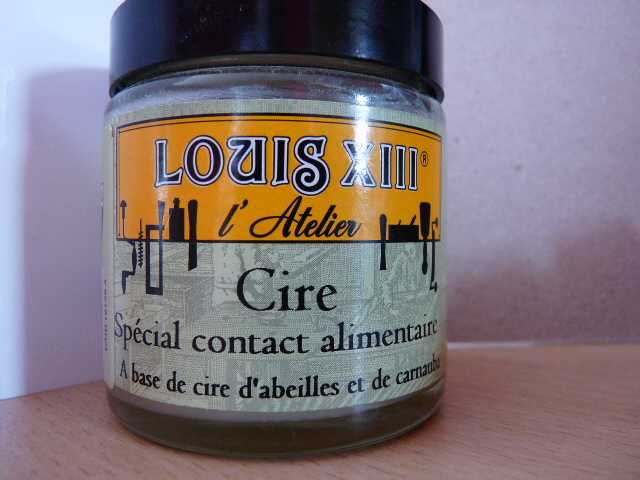 LOUIS XIII®
l'Atelier
Cire
Spécial contact alimentaire
A base de cire d'abeilles et de carnauba